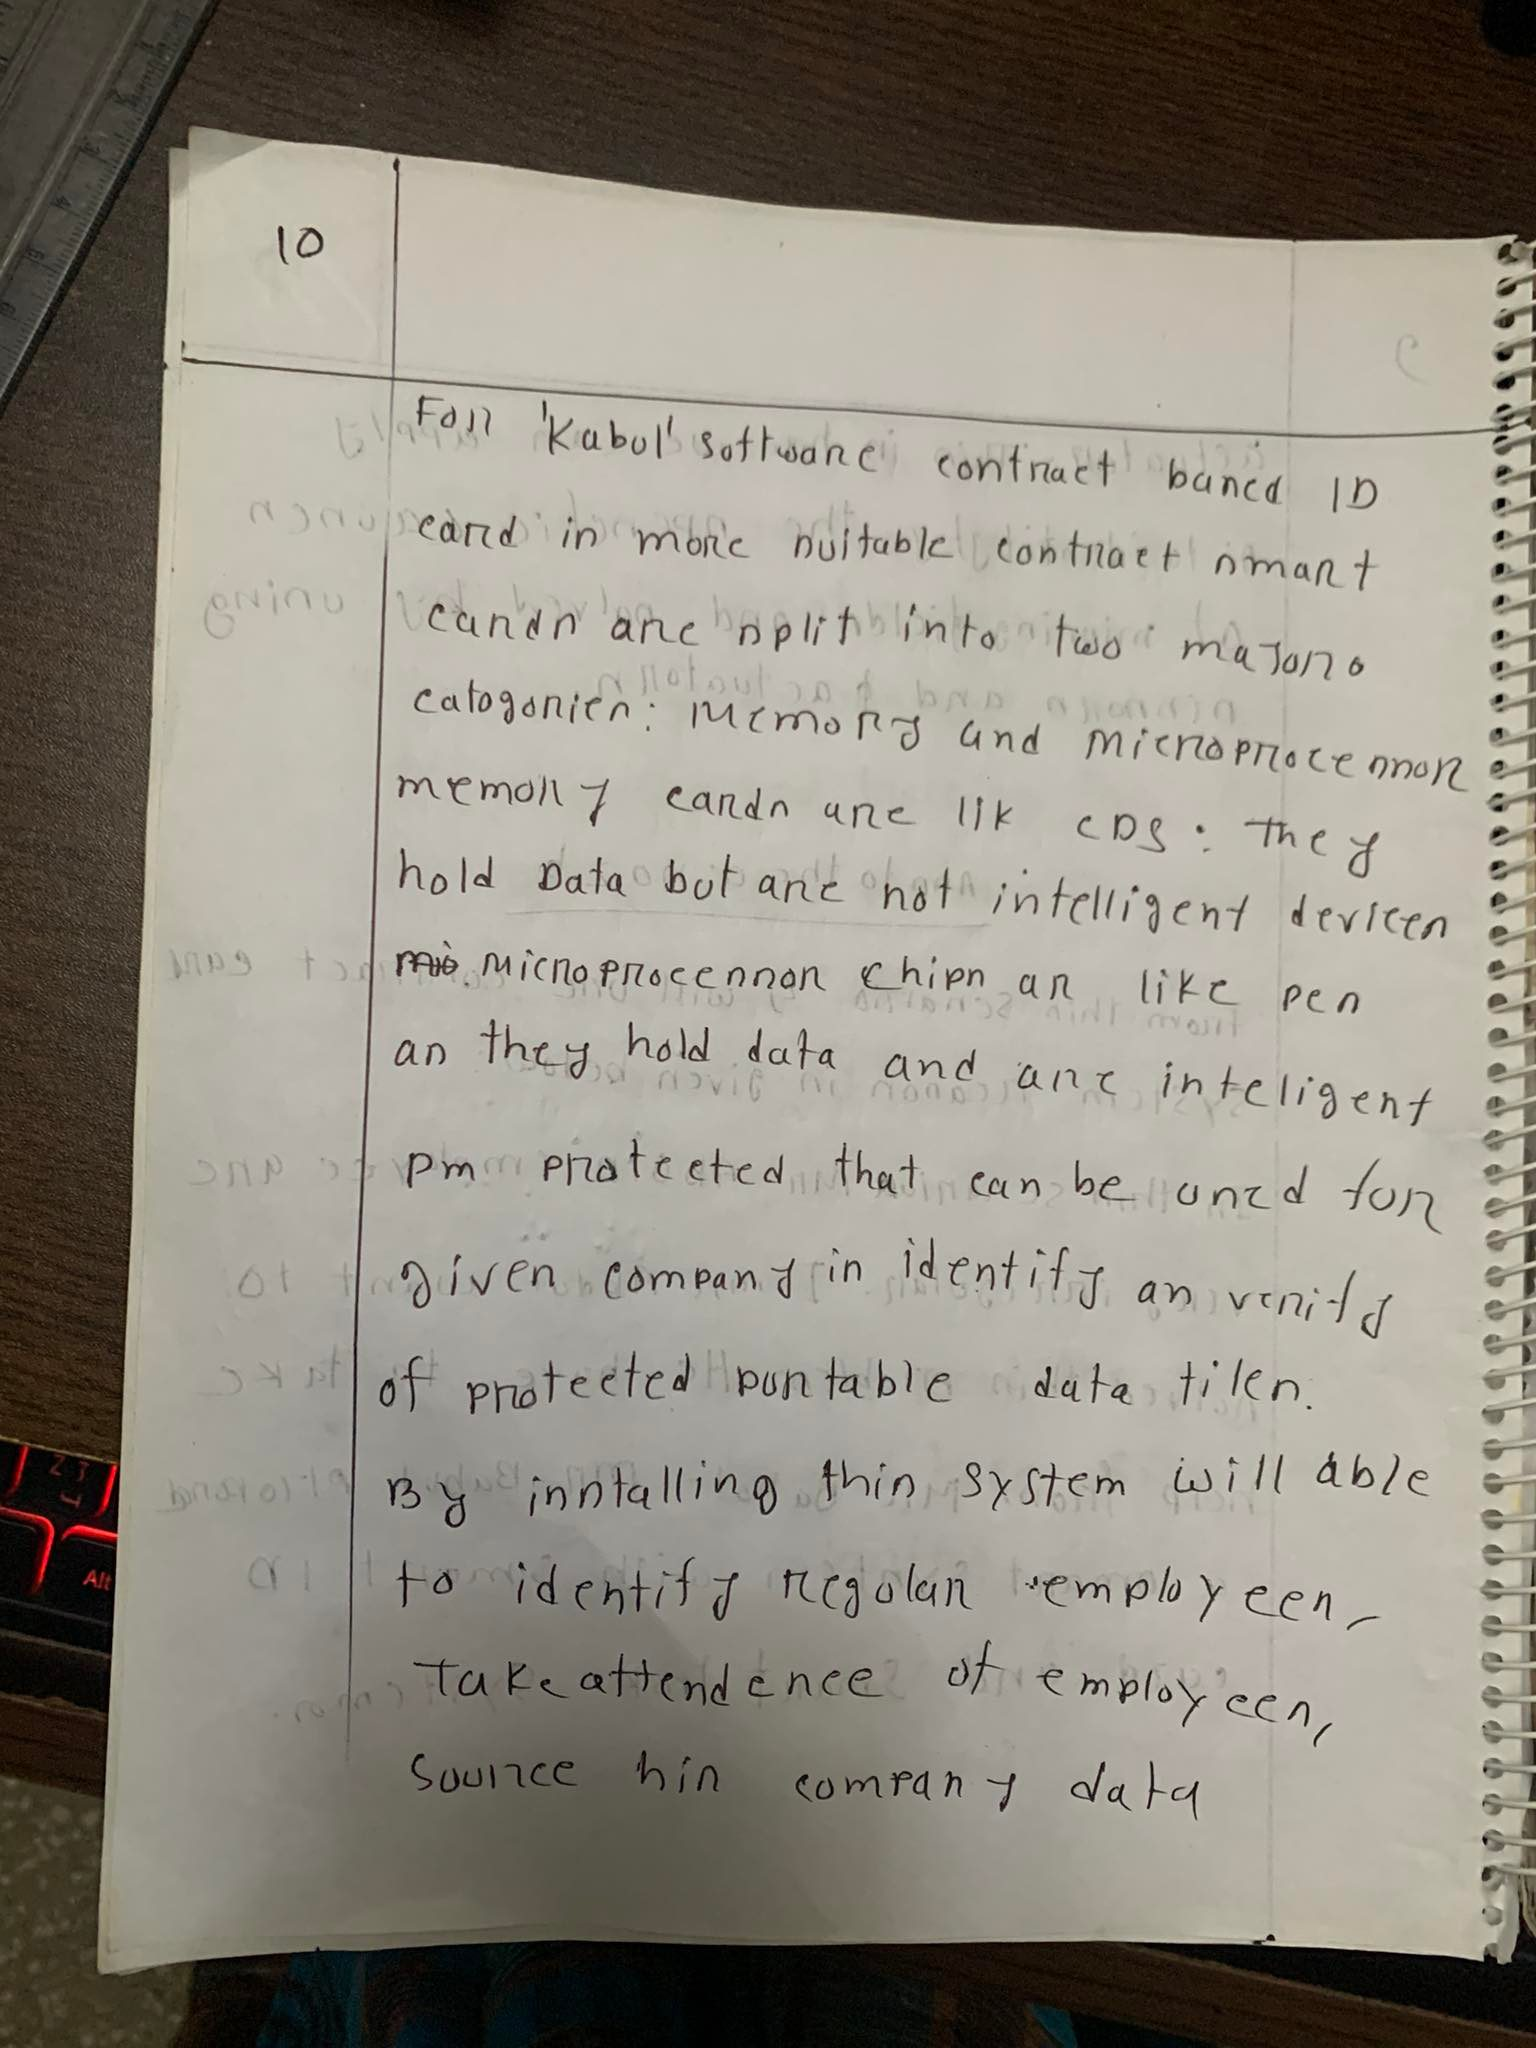 10
For 'Kabul' software contract based ID
card is more suitable contract smart
cards are split into two majoro
catogories: Memory and microprocessor
memory cards are lik CDS : They
hold Data but are not intelligent devices
microprocessor chips ar like pen
as they hold data and are inteligent
pm protected that can be used for
given company is identify as verify
of protected portable data files.
By installing this system will able
to identify regular employees,
Take attendence of employees,
Source his company data